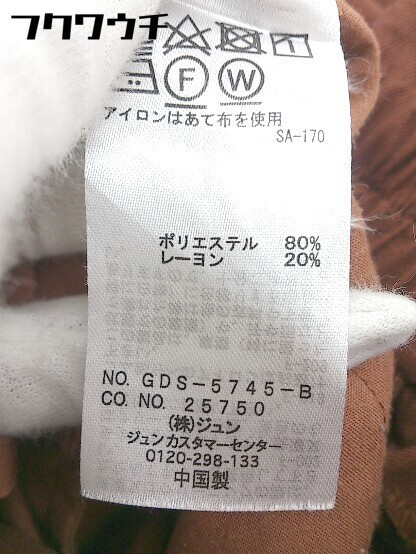 フクワウチ
F W
アイロンはあて布を使用
SA-170
ポリエステル 80%
レーヨン 20%
NO. GDS-5745-B
CO. NO. 25750
(株)ジュン
ジュンカスタマーセンター
0120-298-133
中国製